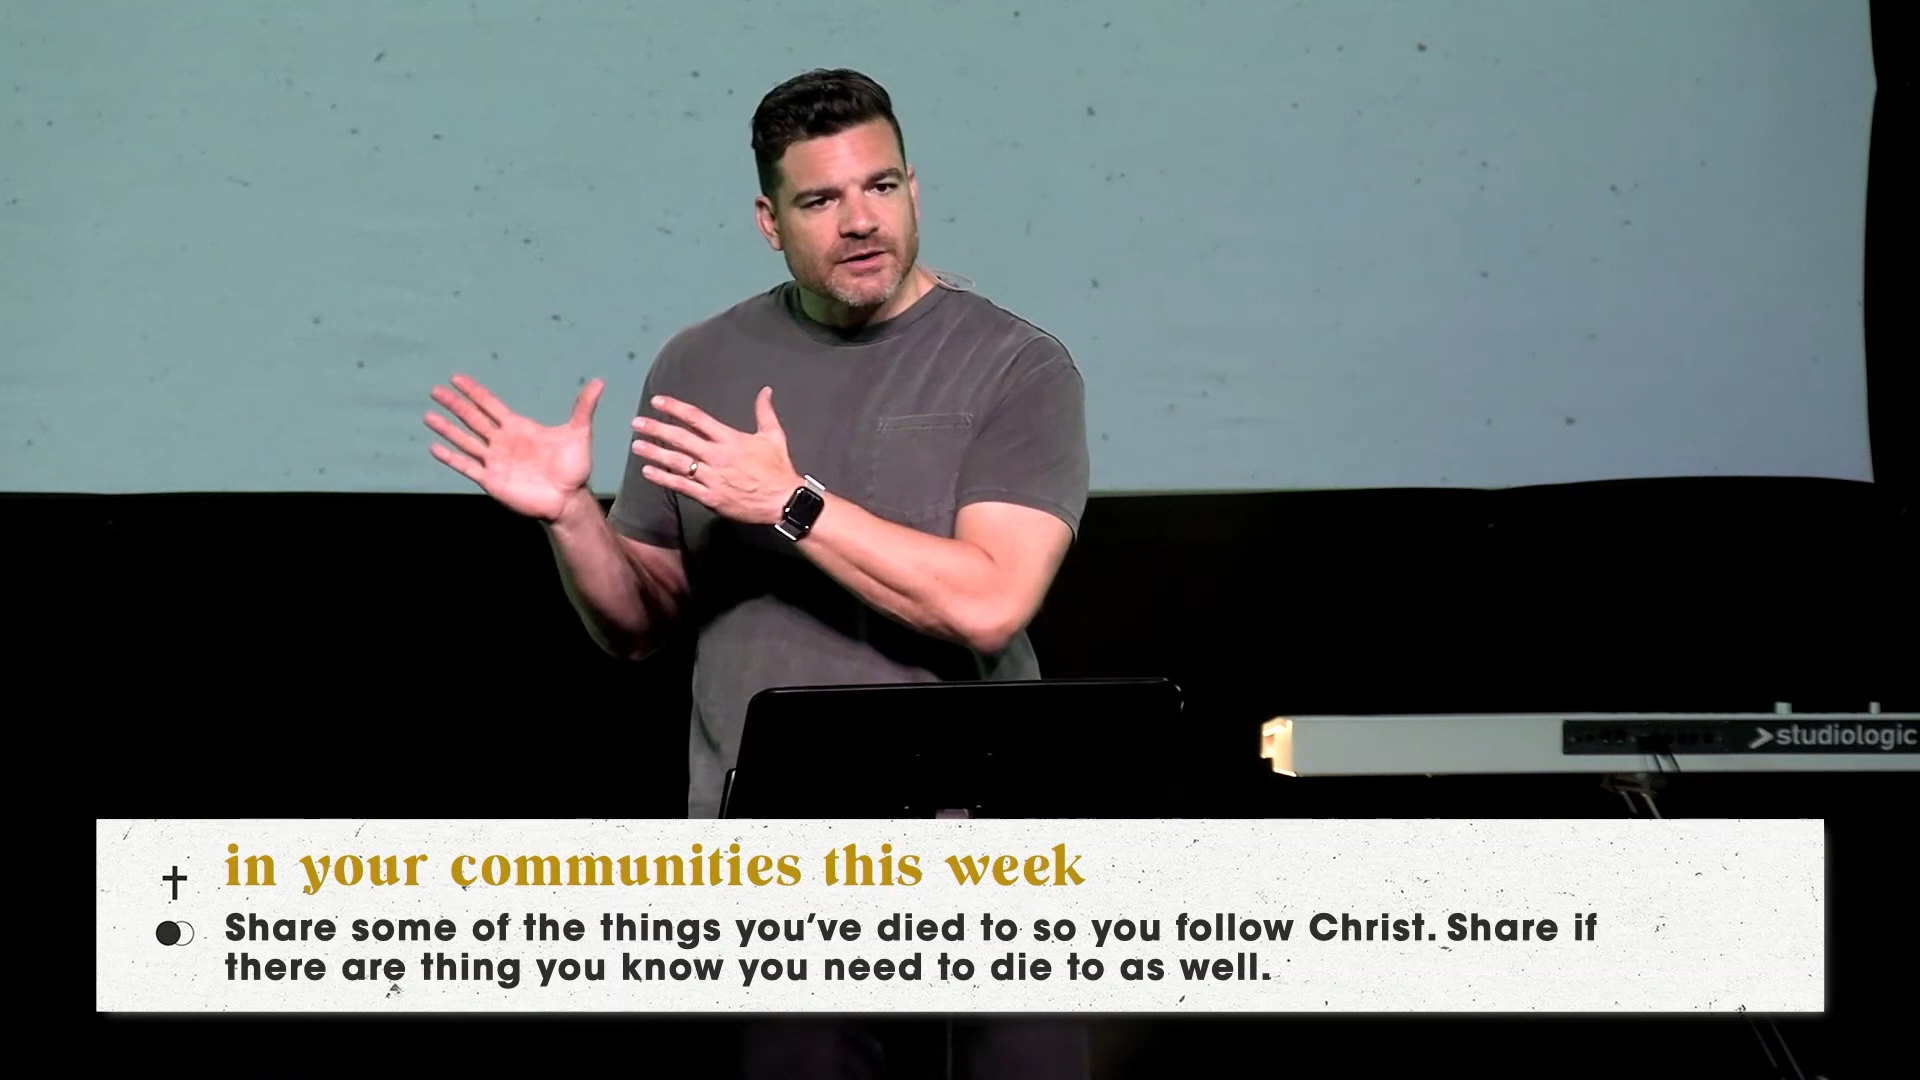 studiologic
in your communities this week
Share some of the things you've died to so you follow Christ. Share if
there are thing you know you need to die to as well.